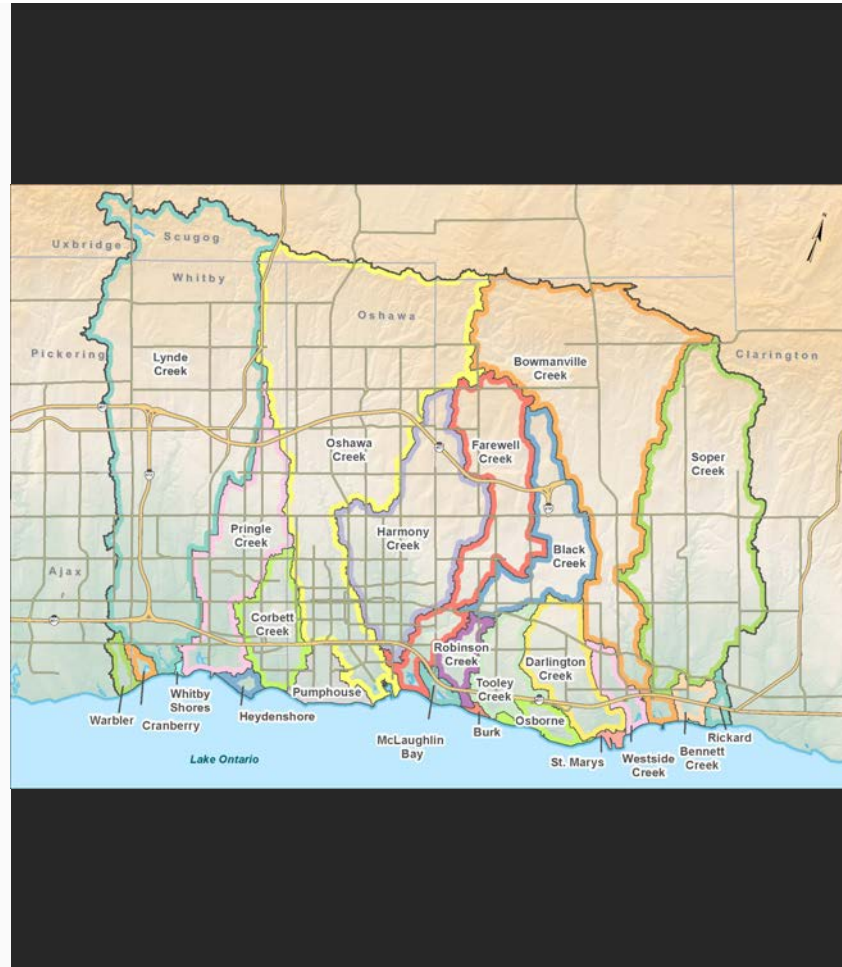 Uxbridge
Scugog
Whitby
Oshawa
Pickering
Lynde
Creek
Bowmanville
Creek
Clarington
Oshawa
Creek
Farewell
Creek
Soper
Creek
Pringle
Creek
Harmony
Creek
Black
Creek
Ajax
Corbett
Creek
Robinson
Creek
Darlington
Creek
Tooley
Creek
Whitby
Shores
Pumphouse
Osborne
Warbler
Cranberry
Heydenshore
McLaughlin
Bay
Burk
St. Marys
Westside
Creek
Bennett
Creek
Rickard
Lake Ontario